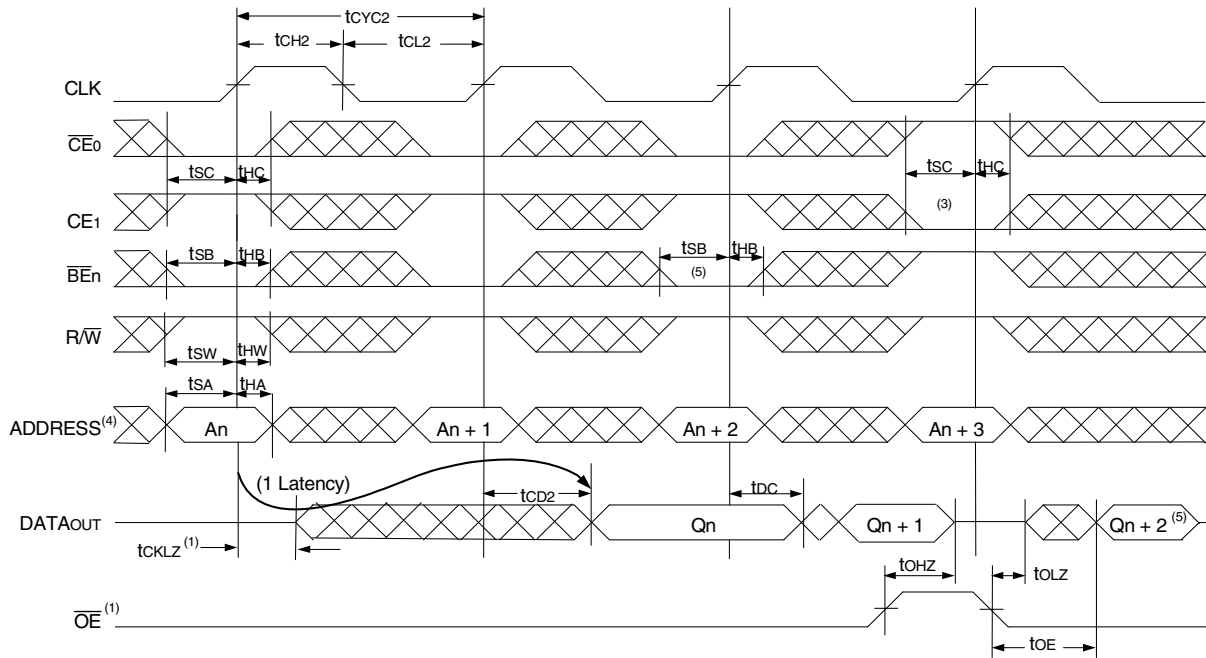 tCYC2
tCH2 tCL2
CLK
CE0
tSC tHC tSC tHC
CE1 (3)
tSB tHB tSB tHB
BEn (5)
R/W
tSW tHW
tSA tHA
ADDRESS(4) An An + 1 An + 2 An + 3
(1 Latency) tCD2 tDC
DATAOUT Qn Qn + 1 Qn + 2 (5)
tCKLZ (1)
tOHZ tOLZ
OE (1)
tOE